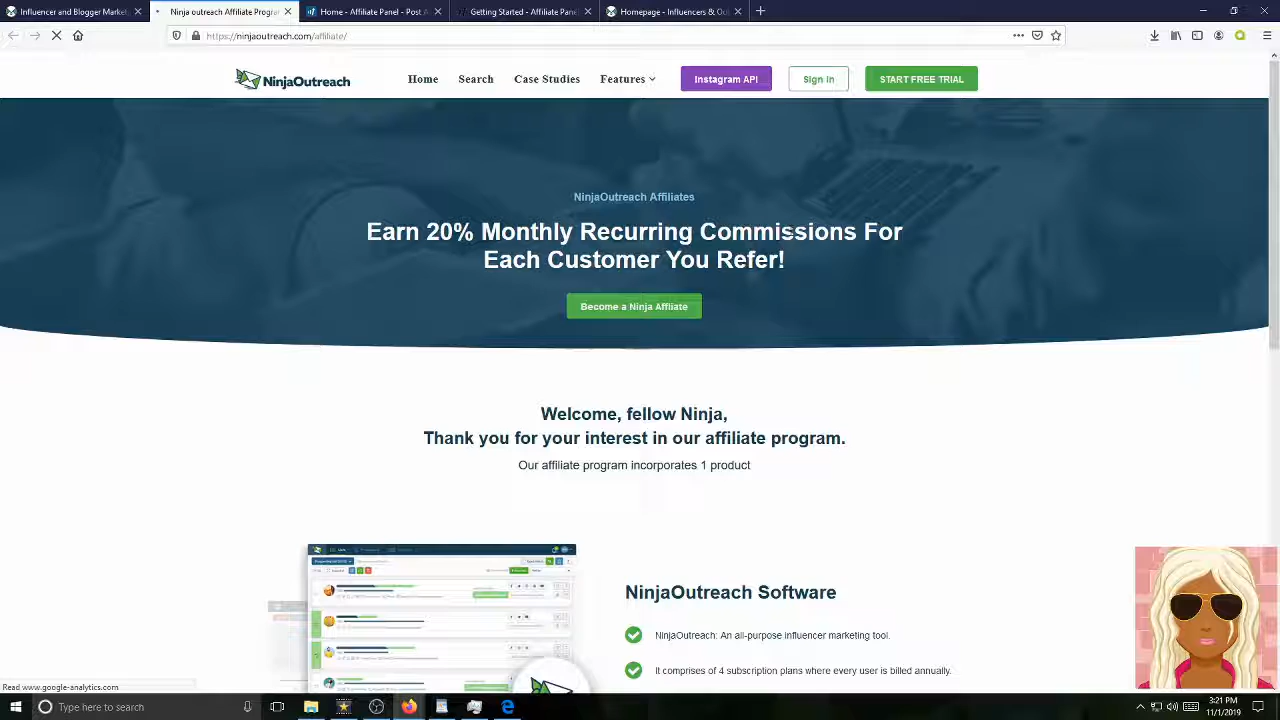 Influencer and Blogger Market
Ninja outreach Affiliate Progra
Home - Affiliate Panel - Post A
Getting Started - Affiliate Panel
Homepage - Influencers & Ou
https://ninjaoutreach.com/affiliate/
NinjaOutreach
Home
Search
Case Studies
Features
Instagram API
Sign in
START FREE TRIAL
NinjaOutreach Affiliates
Earn 20% Monthly Recurring Commissions For
Each Customer You Refer!
Become a Ninja Affliate
Welcome, fellow Ninja,
Thank you for your interest in our affiliate program.
Our affiliate program incorporates 1 product
NinjaOutreach Software
NinjaOutreach: An all-purpose influencer marketing tool.
It comprises of 4 subscription plans where every user is billed annually.
Read www.google-analytics.com
Type here to search
3:21 PM
11/1/2019